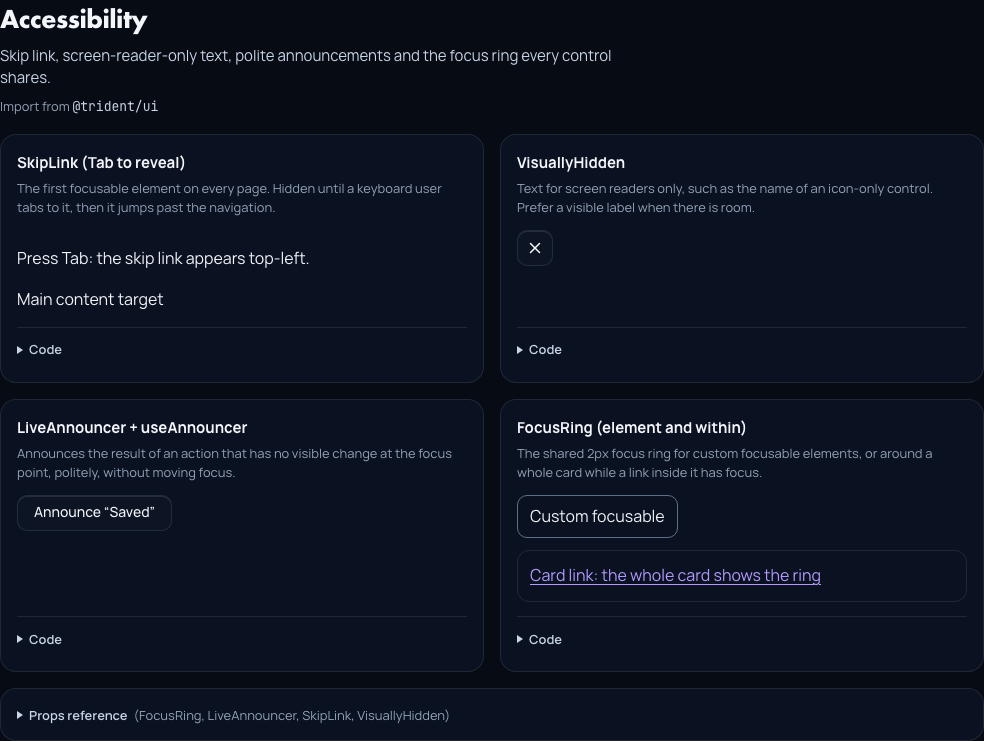 Accessibility
Skip link, screen-reader-only text, polite announcements and the focus ring every control
shares.
Import from @trident/ui
SkipLink (Tab to reveal)
The first focusable element on every page. Hidden until a keyboard user
tabs to it, then it jumps past the navigation.
Press Tab: the skip link appears top-left.
Main content target
Code
VisuallyHidden
Text for screen readers only, such as the name of an icon-only control.
Prefer a visible label when there is room.
Code
LiveAnnouncer + useAnnouncer
Announces the result of an action that has no visible change at the focus
point, politely, without moving focus.
Announce “Saved”
Code
FocusRing (element and within)
The shared 2px focus ring for custom focusable elements, or around a
whole card while a link inside it has focus.
Custom focusable
Card link: the whole card shows the ring
Code
Props reference (FocusRing, LiveAnnouncer, SkipLink, VisuallyHidden)